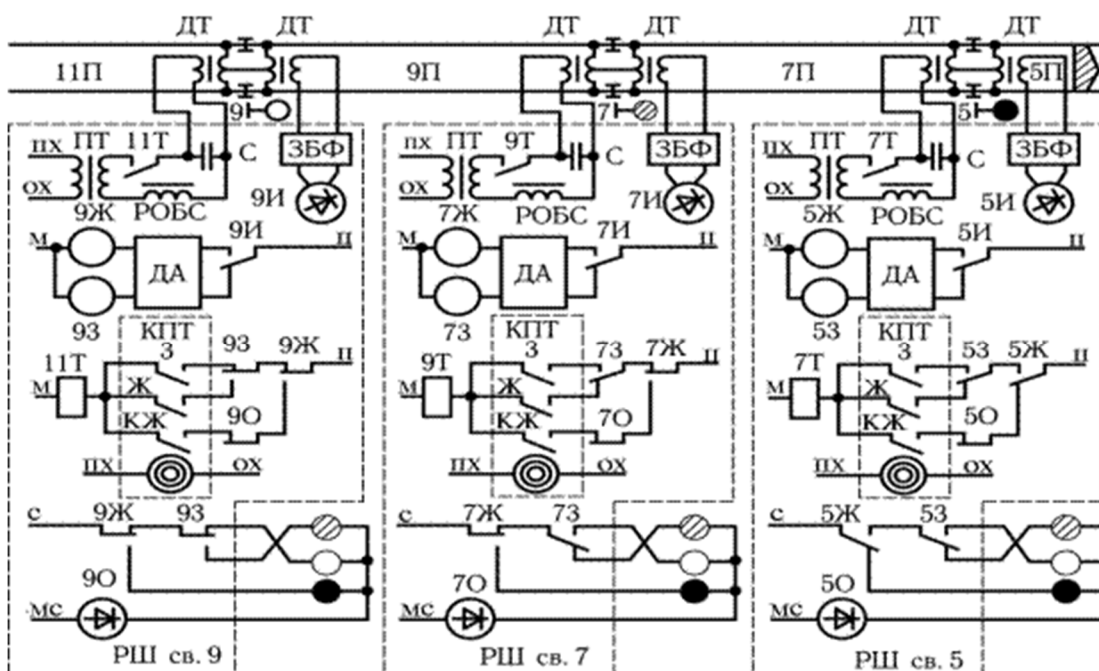 ДТ ДТ ДТ ДТ ДТ ДТ
11П 9П 7П 5П
9 7 5
пх ПТ 11Т С ЗБФ пх ПТ 9Т С ЗБФ пх ПТ 7Т С ЗБФ
ох 9Ж РОБС 9И ох 7Ж РОБС 7И ох 5Ж РОБС 5И
м 9И п м 7И п м 5И п
ДА ДА ДА
93 КПТ 73 КПТ 53 КПТ
11Т З 93 9Ж п 9Т З 73 7Ж п 7Т З 53 5Ж п
м Ж м Ж м Ж
КЖ 9О КЖ 7О КЖ 5О
пх ох пх ох пх ох
с 9Ж 93 с 7Ж 73 с 5Ж 53
9О 7О 5О
мс мс мс
РШ св. 9 РШ св. 7 РШ св. 5